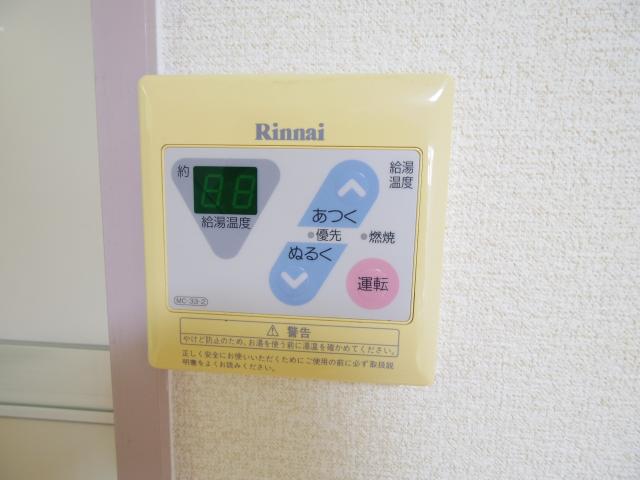 Rinnai
約
88
給湯温度
給湯
温度
あつく
優先
燃焼
ぬるく
運転
MC-33-2
⚠ 警告
やけど防止のため、お湯を使う前に湯温を確かめてください。
正しく安全にお使いいただくためにご使用の前に必ず取扱説
明書をよくお読みください。